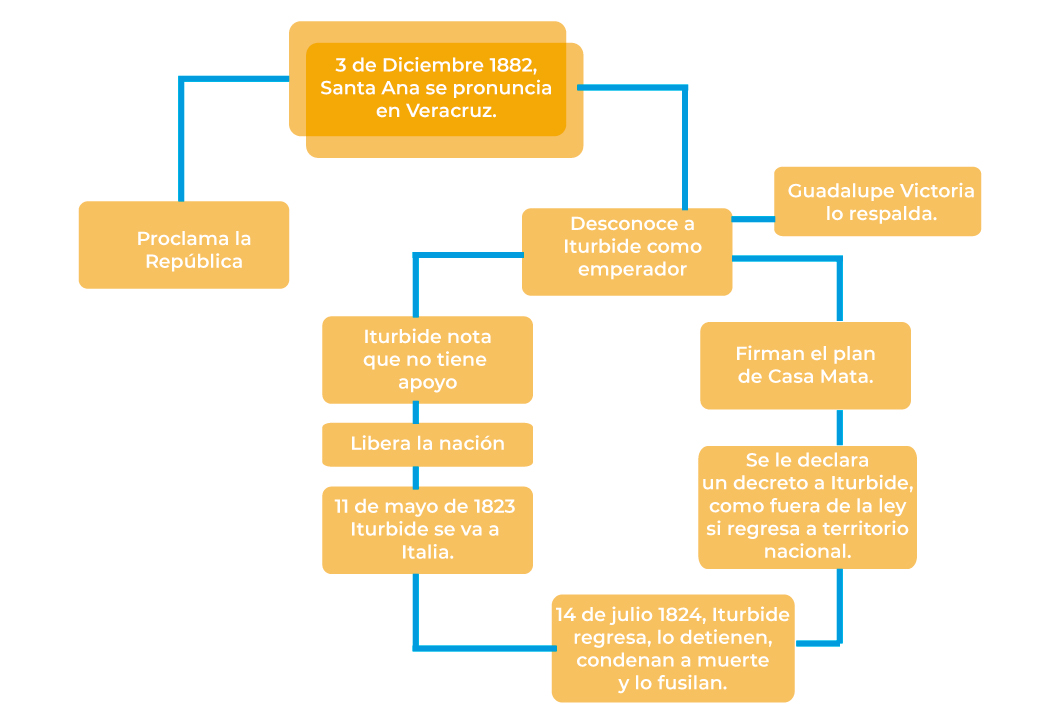 3 de Diciembre 1882,
Santa Ana se pronuncia
en Veracruz.
Proclama la
República
Desconoce a
Iturbide como
emperador
Guadalupe Victoria
lo respalda.
Iturbide nota
que no tiene
apoyo
Libera la nación
11 de mayo de 1823
Iturbide se va a
Italia.
Firman el plan
de Casa Mata.
Se le declara
un decreto a Iturbide,
como fuera de la ley
si regresa a territorio
nacional.
14 de julio 1824, Iturbide
regresa, lo detienen,
condenan a muerte
y lo fusilan.